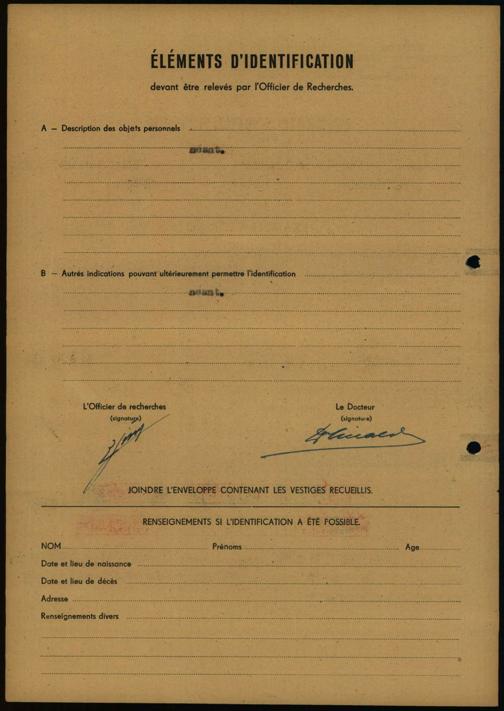 ÉLÉMENTS D'IDENTIFICATION
devant être relevés par l'Officier de Recherches.
A – Description des objets personnels
néant.
B – Autres indications pouvant ultérieurement permettre l'identification
néant.
L'Officier de recherches Le Docteur
(signature) (signature)
JOINDRE L'ENVELOPPE CONTENANT LES VESTIGES RECUEILLIS.
RENSEIGNEMENTS SI L'IDENTIFICATION A ÉTÉ POSSIBLE.
NOM Prénoms Age
Date et lieu de naissance
Date et lieu de décès
Adresse
Renseignements divers